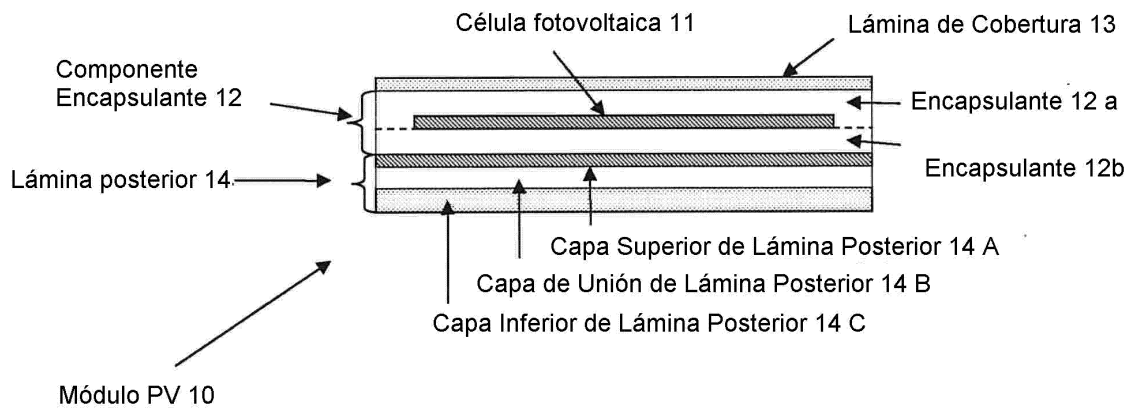 Célula fotovoltaica 11
Lámina de Cobertura 13
Componente
Encapsulante 12
Encapsulante 12 a
Encapsulante 12b
Lámina posterior 14
Capa Superior de Lámina Posterior 14 A
Capa de Unión de Lámina Posterior 14 B
Capa Inferior de Lámina Posterior 14 C
Módulo PV 10